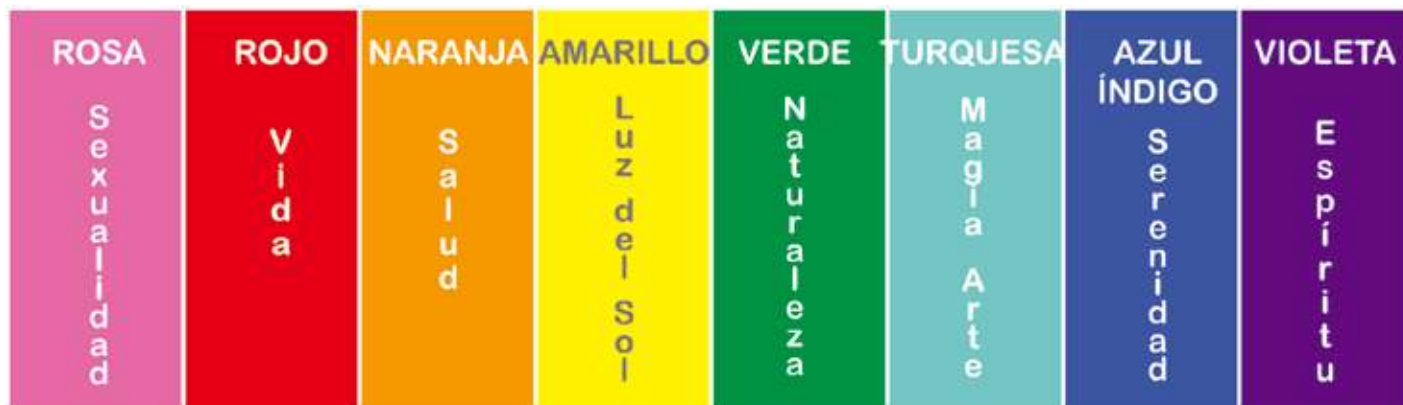 ROSA
Sexualidad
ROJO
Vida
NARANJA
Salud
AMARILLO
Luz del Sol
VERDE
Naturaleza
TURQUESA
Magia Arte
AZUL
ÍNDIGO
Serenidad
VIOLETA
Espíritu